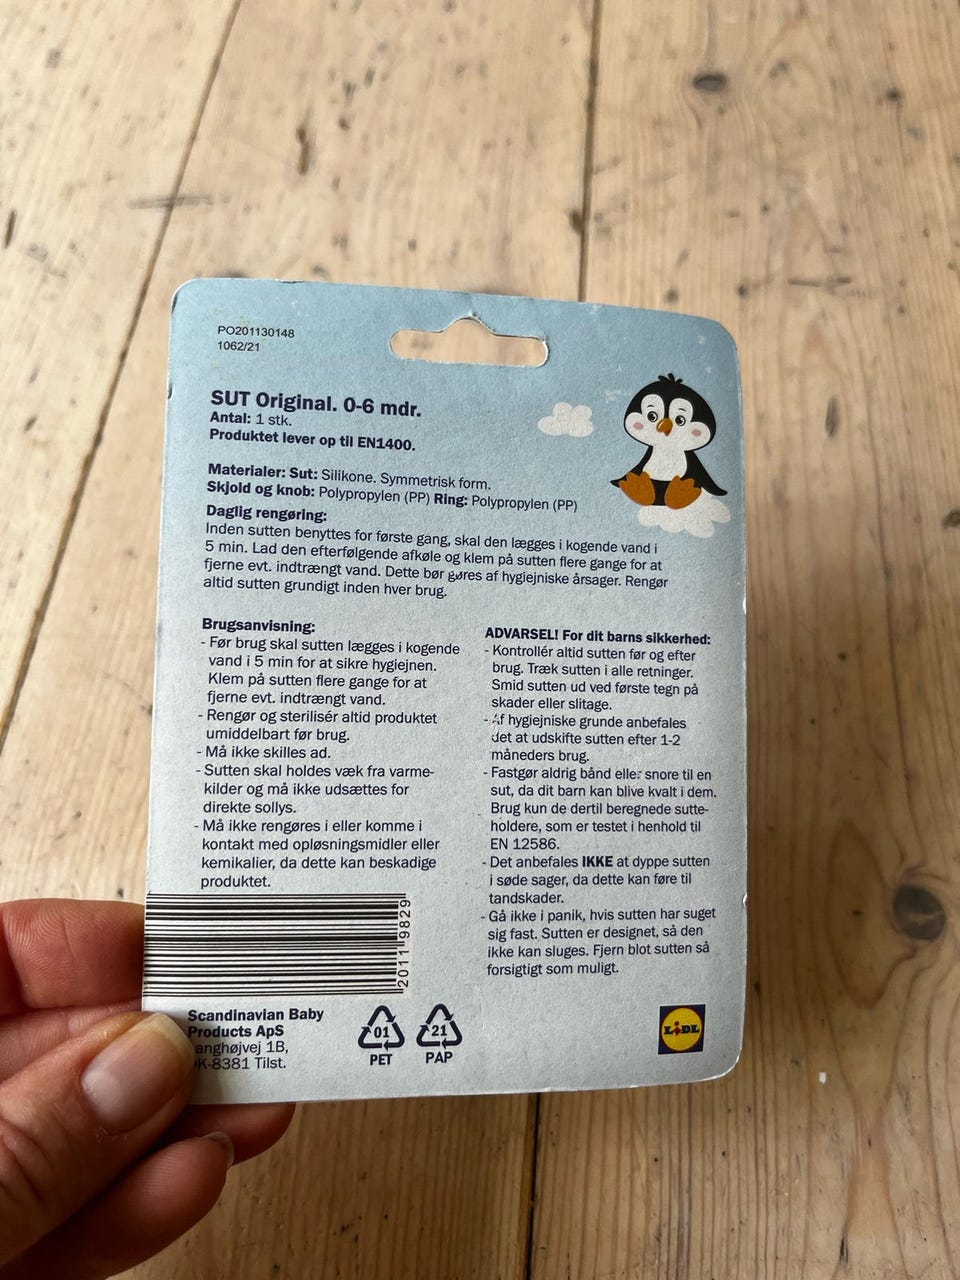 PO201130148
1062/21
SUT Original. 0-6 mdr.
Antal: 1 stk.
Produktet lever op til EN1400.
Materialer: Sut: Silikone. Symmetrisk form.
Skjold og knob: Polypropylen (PP) Ring: Polypropylen (PP)
Daglig rengøring:
Inden sutten benyttes for første gang, skal den lægges i kogende vand i
5 min. Lad den efterfølgende afkøle og klem på sutten flere gange for at
fjerne evt. indtrængt vand. Dette bør gøres af hygiejniske årsager. Rengør
altid sutten grundigt inden hver brug.
Brugsanvisning:
- Før brug skal sutten lægges i kogende
vand i 5 min for at sikre hygiejnen.
Klem på sutten flere gange for at
fjerne evt. indtrængt vand.
- Rengør og sterilisér altid produktet
umiddelbart før brug.
- Må ikke skilles ad.
- Sutten skal holdes væk fra varme-
kilder og må ikke udsættes for
direkte sollys.
- Må ikke rengøres i eller komme i
kontakt med opløsningsmidler eller
kemikalier, da dette kan beskadige
produktet.
ADVARSEL! For dit barns sikkerhed:
- Kontrollér altid sutten før og efter
brug. Træk sutten i alle retninger.
Smid sutten ud ved første tegn på
skader eller slitage.
- Af hygiejniske grunde anbefales
det at udskifte sutten efter 1-2
måneders brug.
- Fastgør aldrig bånd eller snore til en
sut, da dit barn kan blive kvalt i dem.
Brug kun de dertil beregnede sutte-
holdere, som er testet i henhold til
EN 12586.
- Det anbefales IKKE at dyppe sutten
i søde sager, da dette kan føre til
tandskader.
- Gå ikke i panik, hvis sutten har suget
sig fast. Sutten er designet, så den
ikke kan sluges. Fjern blot sutten så
forsigtigt som muligt.
20119829
Scandinavian Baby
Products ApS
anghøjvej 1B,
K-8381 Tilst.
01
PET
21
PAP
LIDL